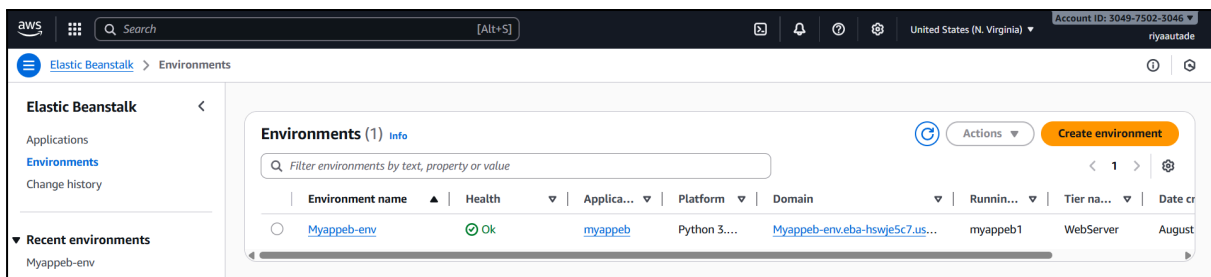 aws
Search [Alt+S] United States (N. Virginia) Account ID: 3049-7502-3046
riyaautade
Elastic Beanstalk > Environments
Elastic Beanstalk
Applications
Environments
Change history
Recent environments
Myappeb-env
Environments (1) Info Actions Create environment
Filter environments by text, property or value 1
Environment name Health Applica... Platform Domain Runnin... Tier na... Date cr
Myappeb-env Ok myappeb Python 3.... Myappeb-env.eba-hswje5c7.us... myappeb1 WebServer August